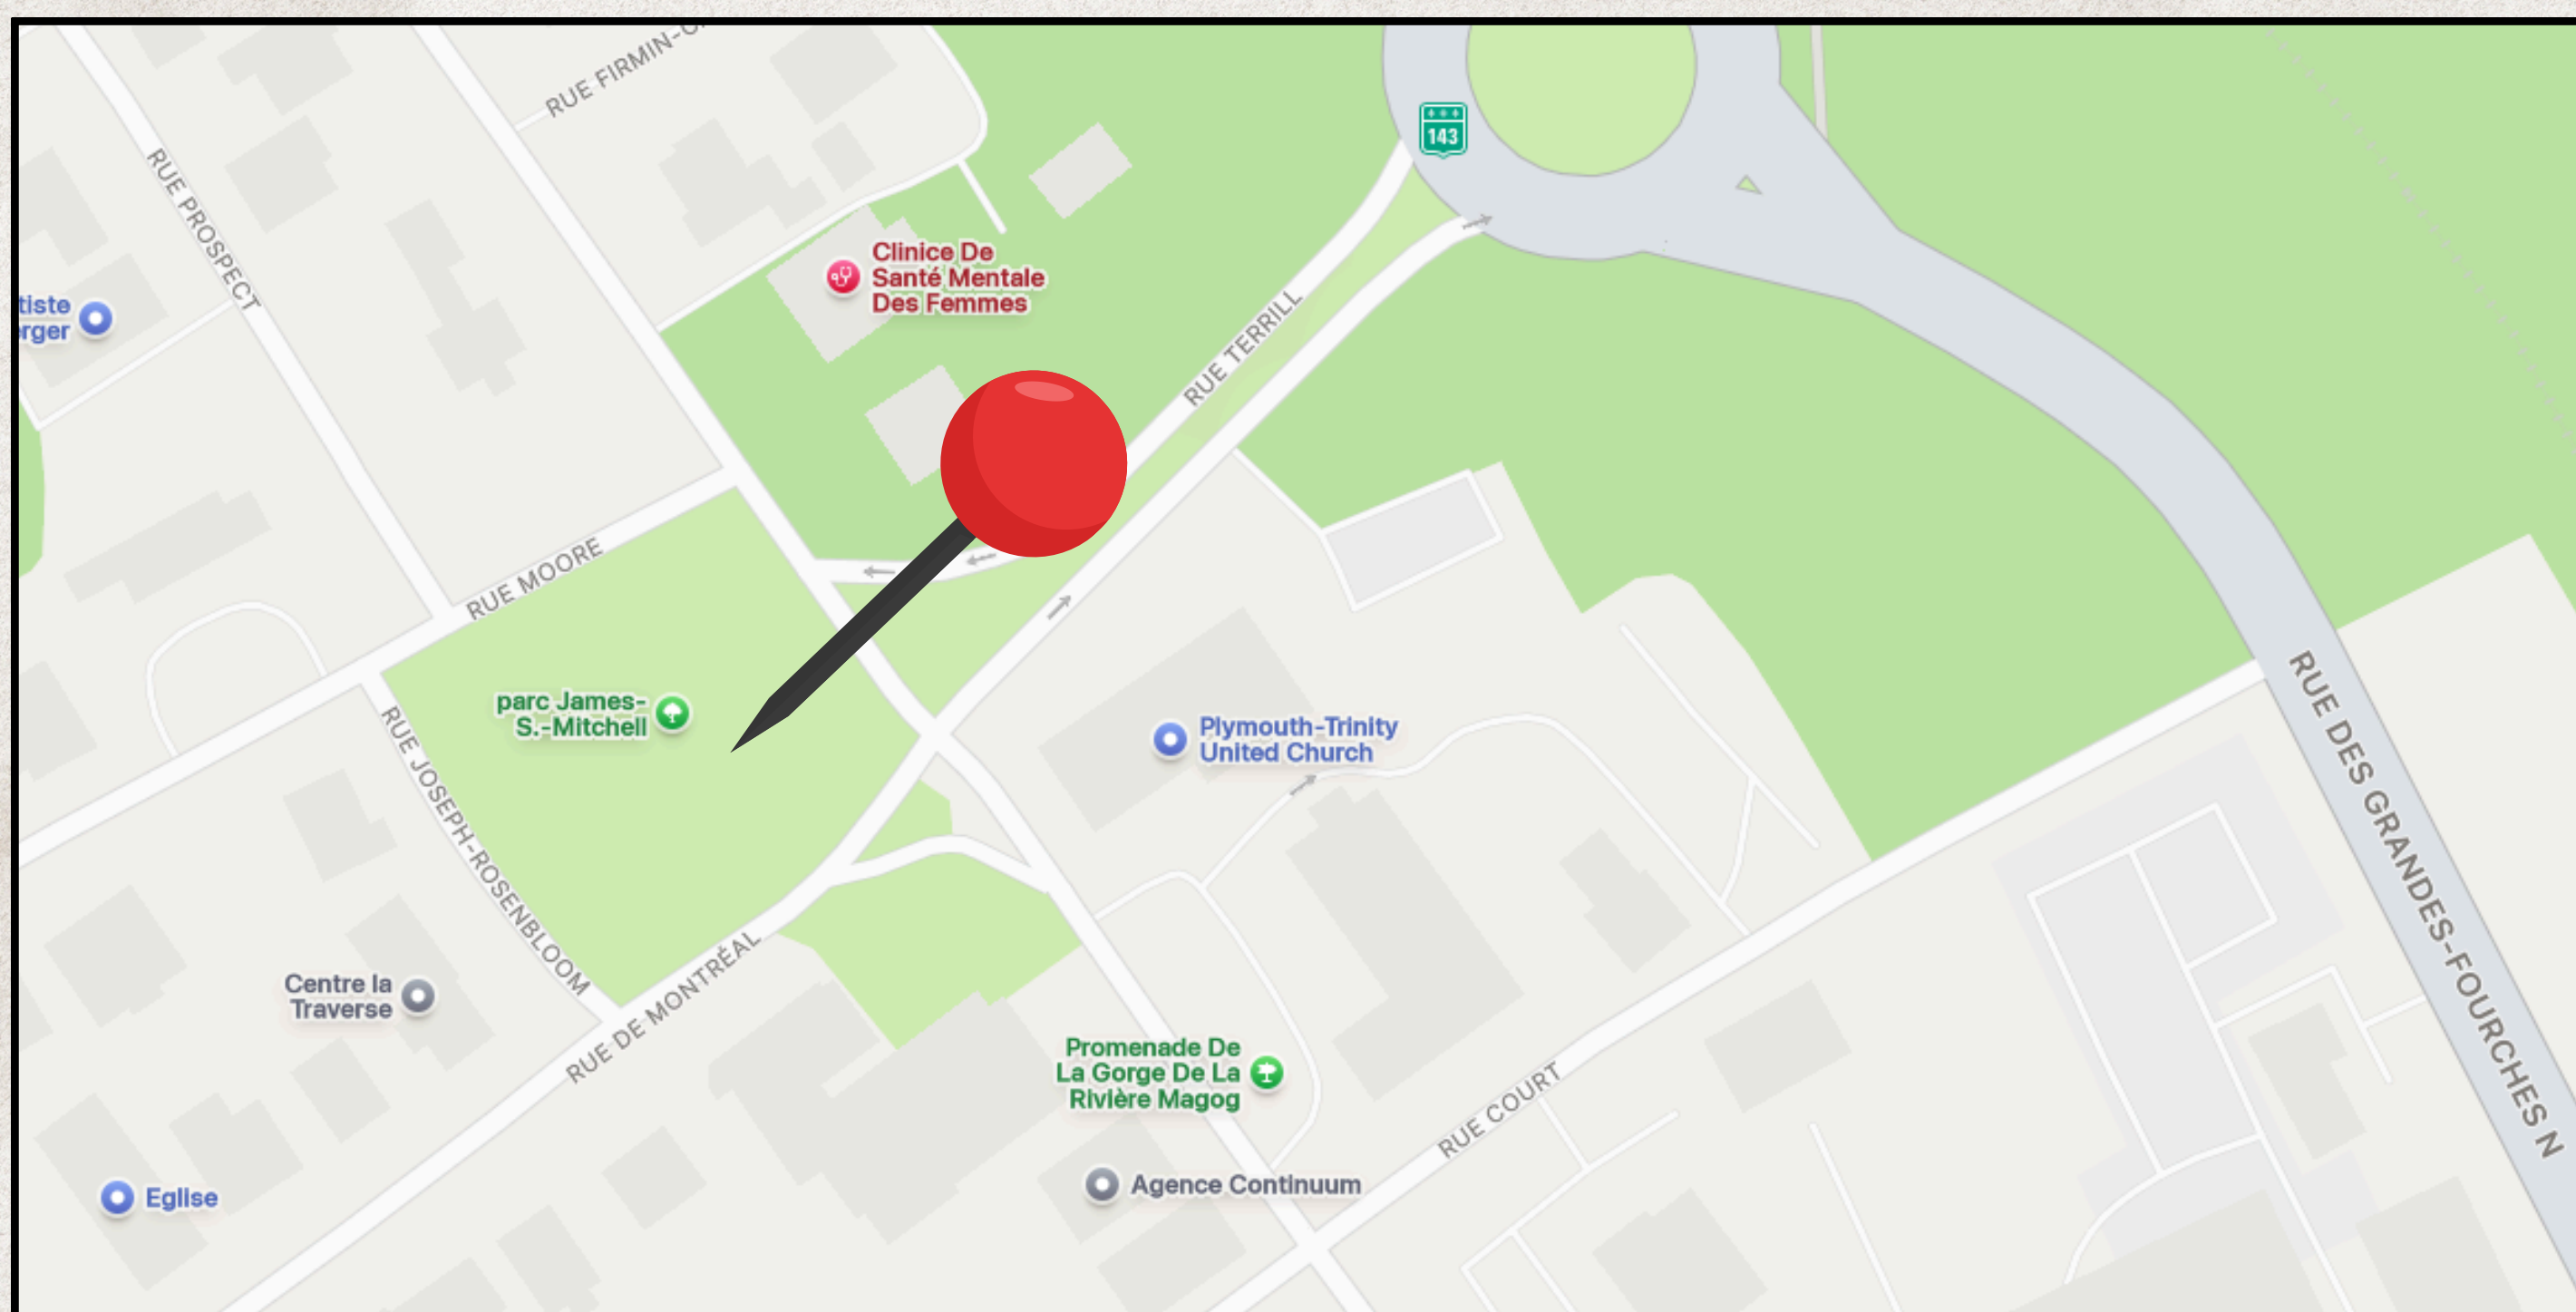 RUE FIRMIN-
143
RUE PROSPECT
Clinice De
Santé Mentale
Des Femmes
tiste
erger
RUE TERRILL
RUE MOORE
parc James-
S.-Mitchell
RUE JOSEPH-ROSENBLOOM
Plymouth-Trinity
United Church
RUE DES GRANDES-FOURCHES N
Centre la
Traverse
RUE DE MONTRÉAL
Promenade De
La Gorge De La
Rivière Magog
RUE COURT
Agence Continuum
Eglise